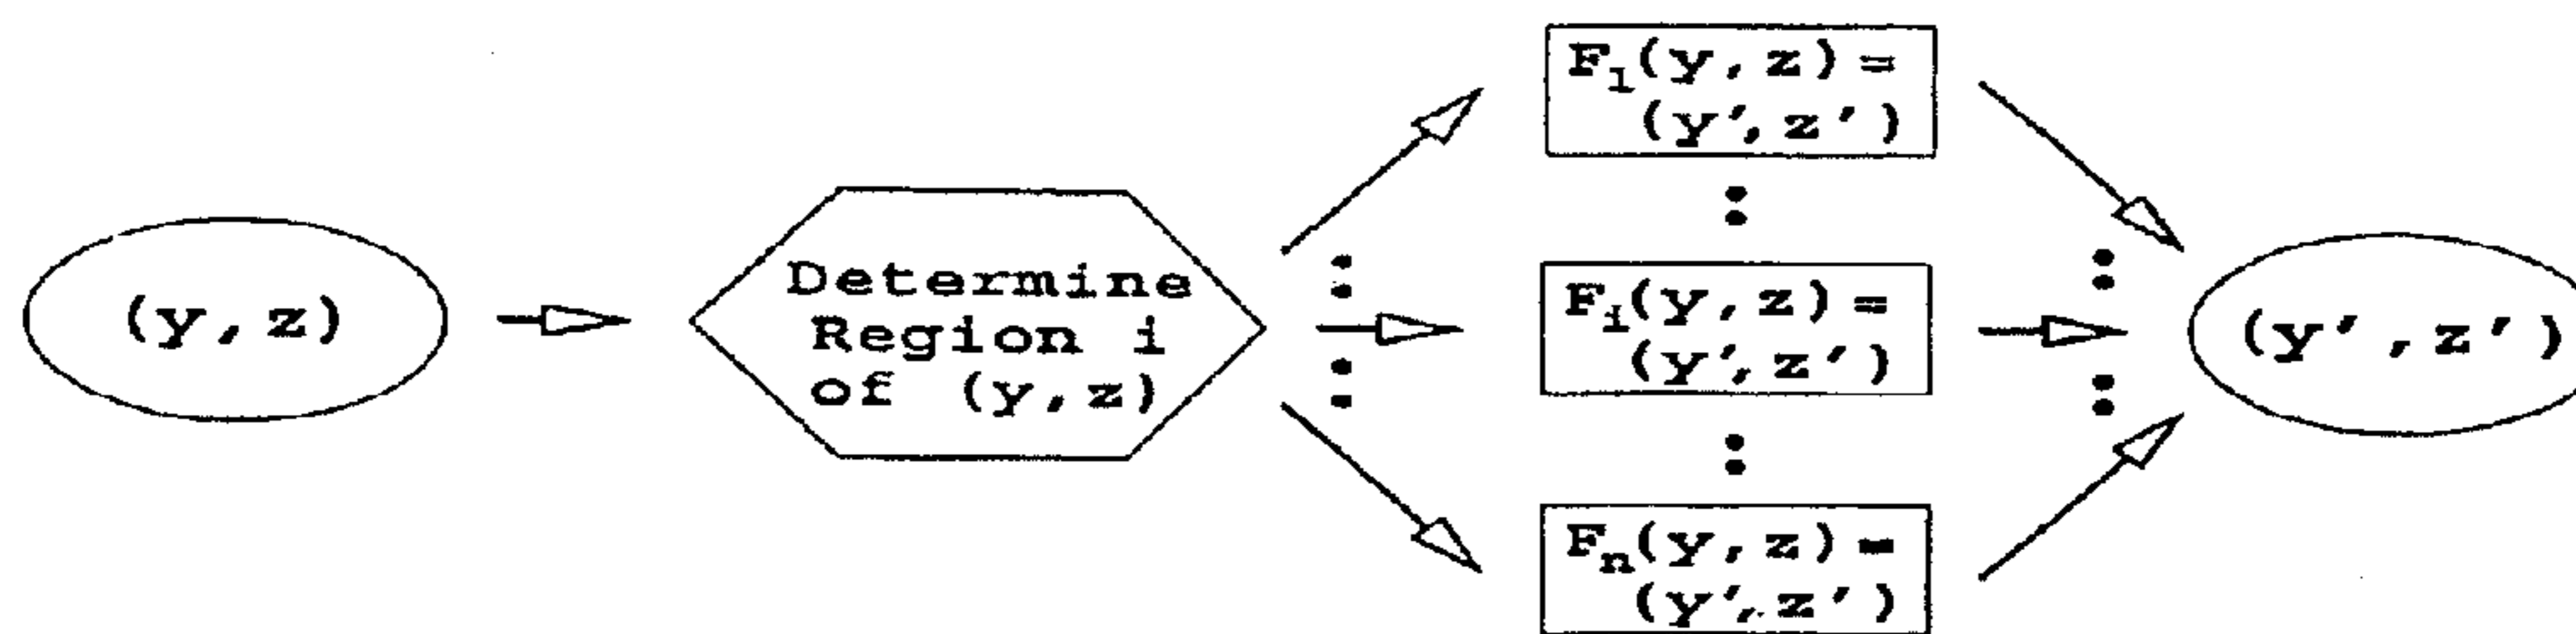 (y,z)
Determine
Region i
of (y,z)
F₁(y,z)=
(y',z')
Fᵢ(y,z)=
(y',z')
Fₙ(y,z)=
(y',z')
(y',z')